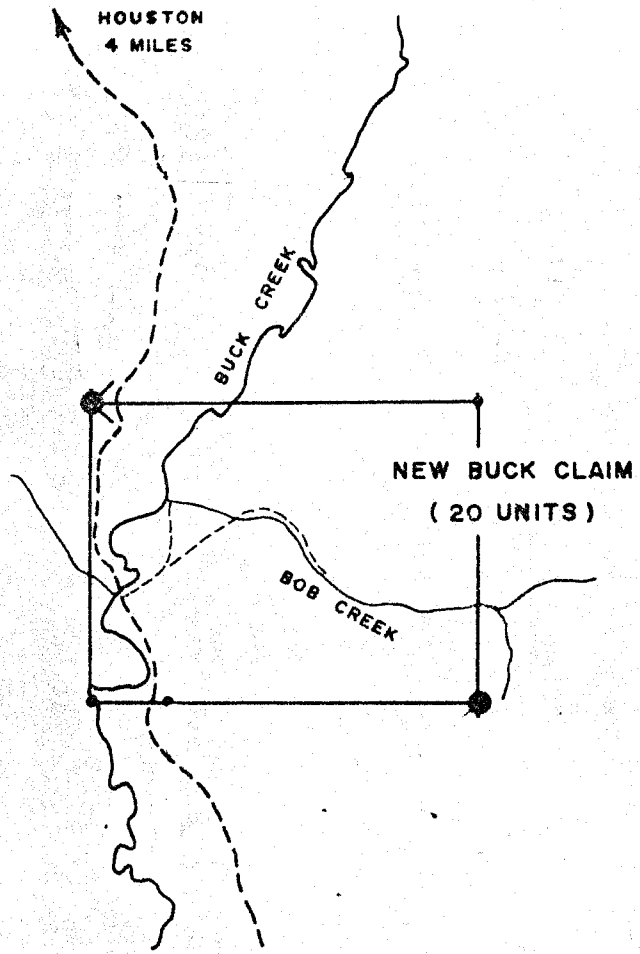 HOUSTON
4 MILES
BUCK CREEK
NEW BUCK CLAIM
( 20 UNITS )
BOB CREEK